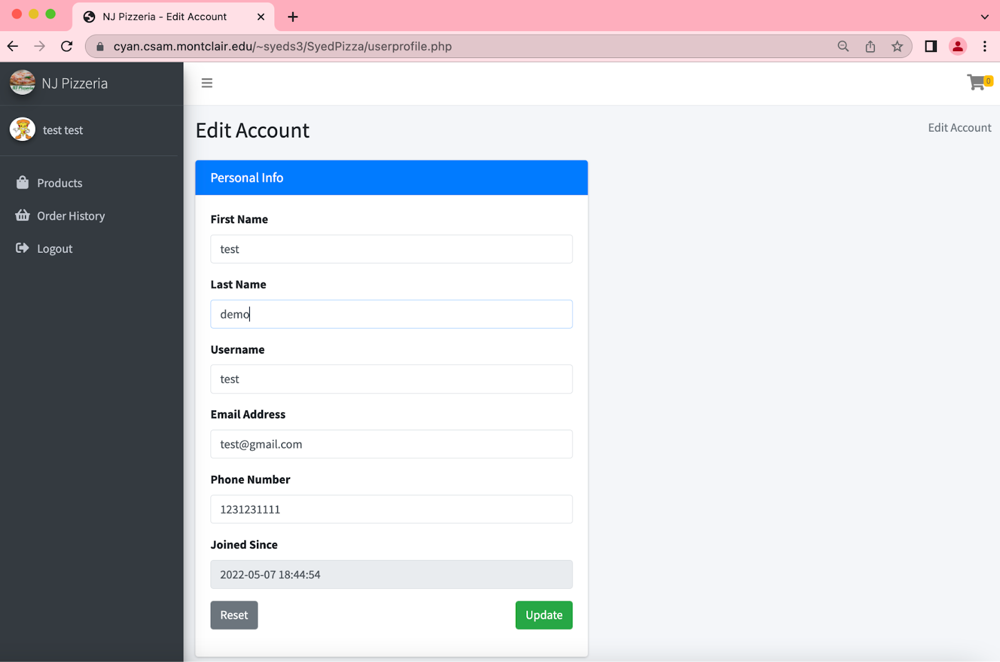 NJ Pizzeria - Edit Account
cyan.csam.montclair.edu/~syeds3/SyedPizza/userprofile.php
NJ Pizzeria
0
test test
Edit Account
Edit Account
Products
Order History
Logout
Personal Info
First Name
test
Last Name
demo
Username
test
Email Address
test@gmail.com
Phone Number
1231231111
Joined Since
2022-05-07 18:44:54
Reset
Update